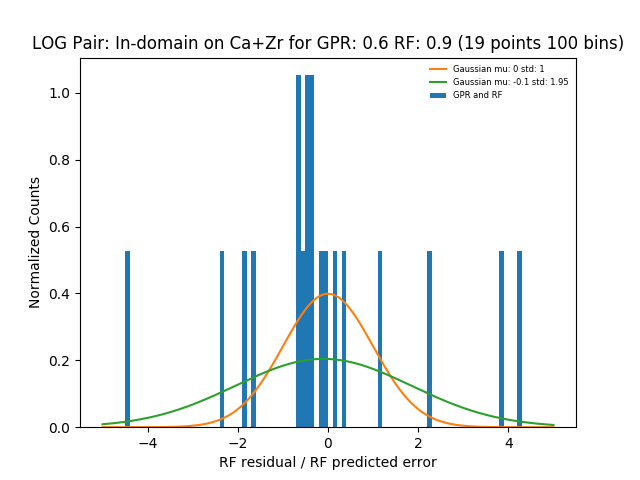 LOG Pair: In-domain on Ca+Zr for GPR: 0.6 RF: 0.9 (19 points 100 bins)
Gaussian mu: 0 std: 1
Gaussian mu: -0.1 std: 1.95
GPR and RF
Normalized Counts
1.0
0.8
0.6
0.4
0.2
0.0
−4 −2 0 2 4
RF residual / RF predicted error